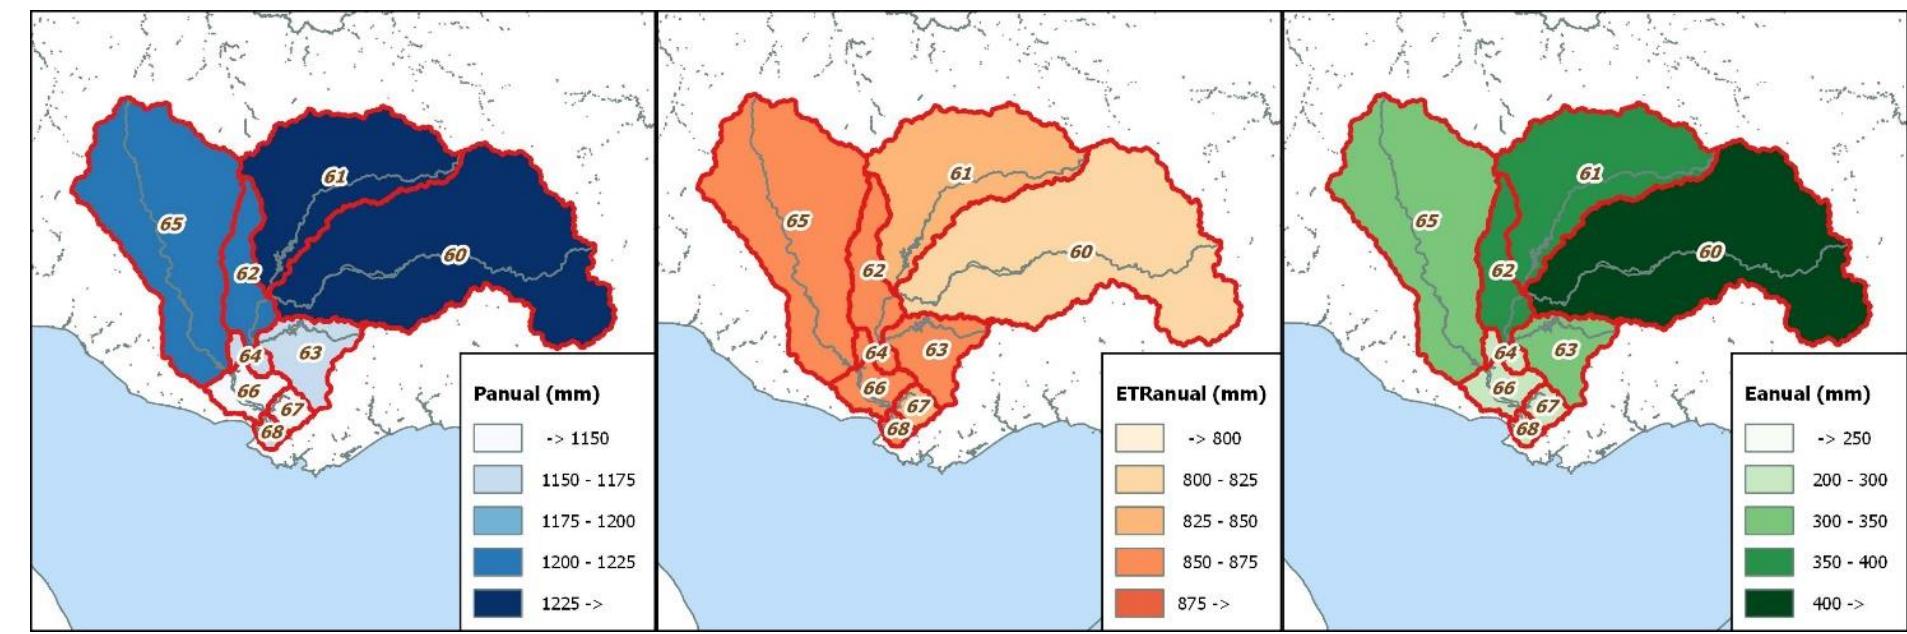 61
65
60
62
64
63
66
67
68
Panual (mm)
-> 1150
1150 - 1175
1175 - 1200
1200 - 1225
1225 ->
61
65
60
62
64
63
66
67
68
ETRanual (mm)
-> 800
800 - 825
825 - 850
850 - 875
875 ->
61
65
60
62
64
63
66
67
68
Eanual (mm)
-> 250
200 - 300
300 - 350
350 - 400
400 ->